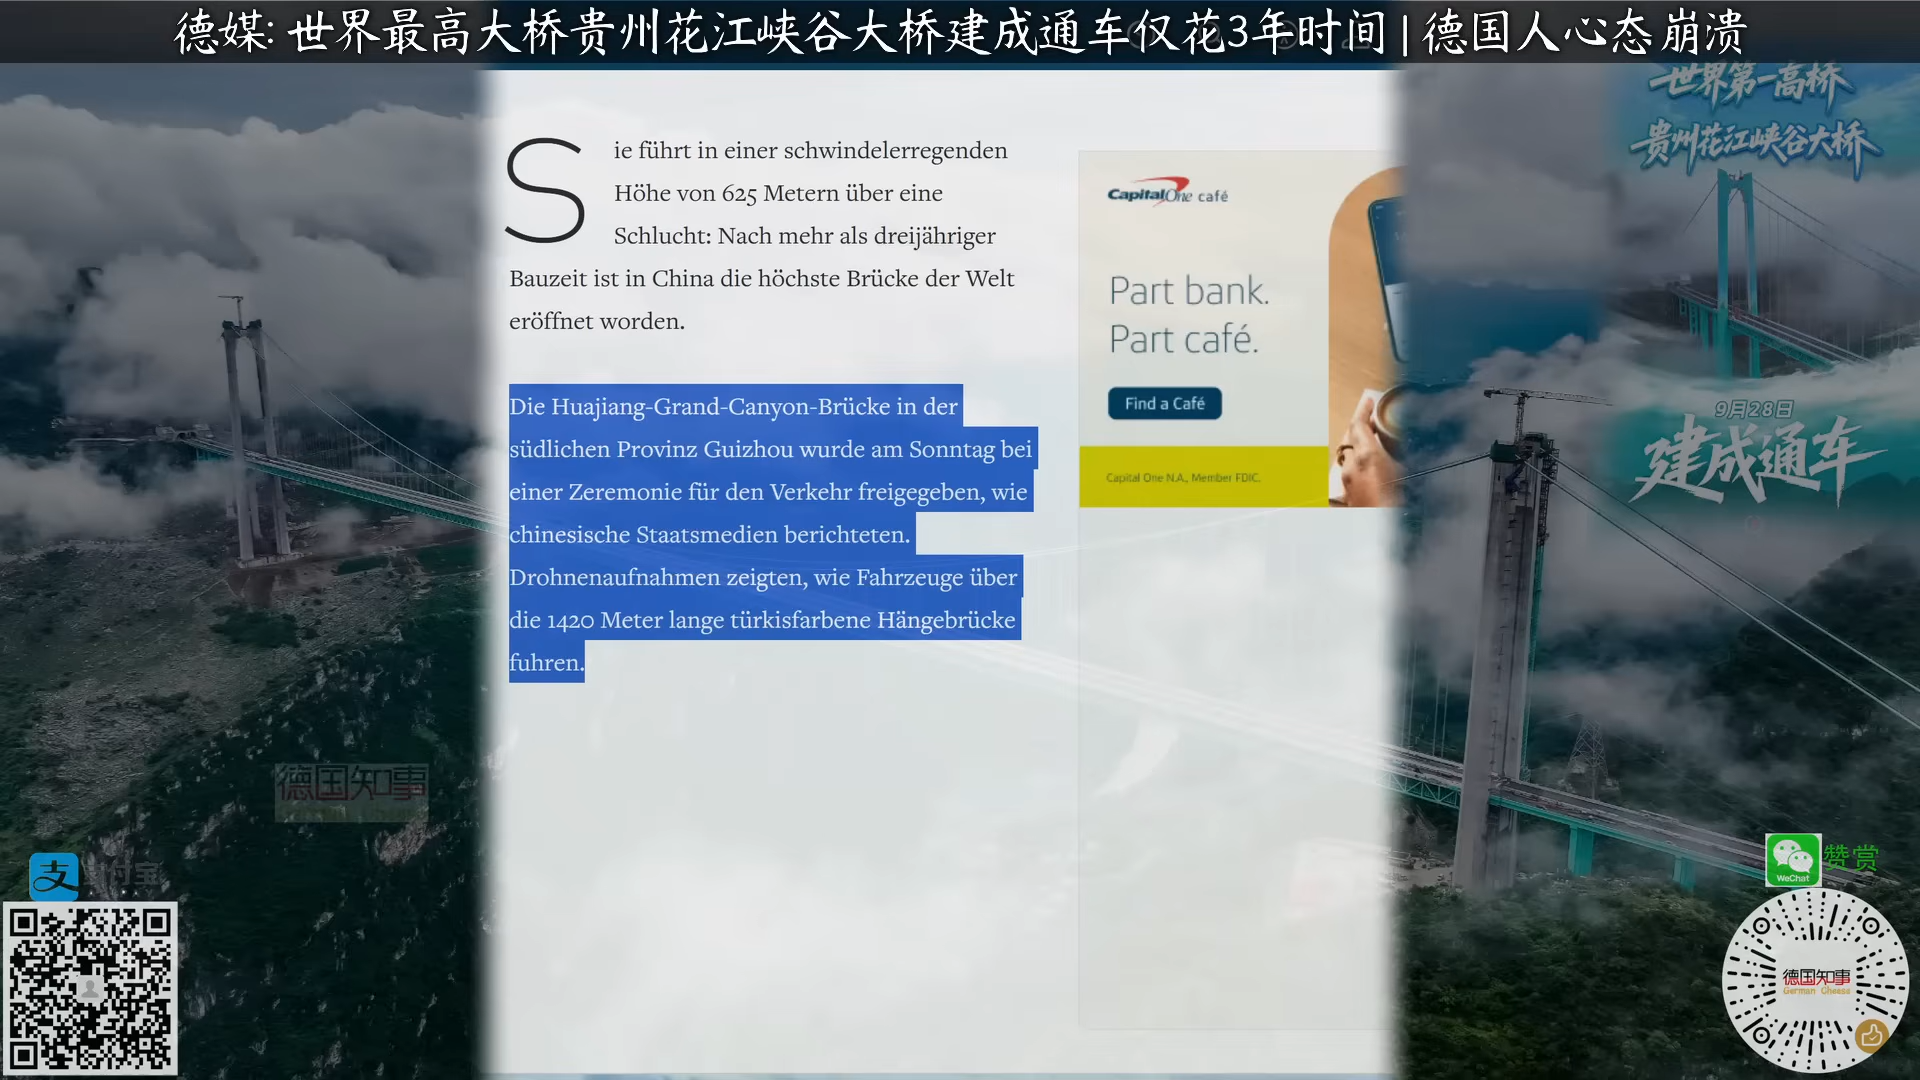 德媒: 世界最高大桥贵州花江峡谷大桥建成通车仅花3年时间 | 德国人心态崩溃
世界第一高桥
贵州花江峡谷大桥
9月28日
建成通车
Sie führt in einer schwindelerregenden
Höhe von 625 Metern über eine
Schlucht: Nach mehr als dreijähriger
Bauzeit ist in China die höchste Brücke der Welt
eröffnet worden.
Die Huajiang-Grand-Canyon-Brücke in der
südlichen Provinz Guizhou wurde am Sonntag bei
einer Zeremonie für den Verkehr freigegeben, wie
chinesische Staatsmedien berichteten.
Drohnenaufnahmen zeigten, wie Fahrzeuge über
die 1420 Meter lange türkisfarbene Hängebrücke
fuhren.
CapitalOne café
Part bank.
Part café.
Find a Café
Capital One N.A., Member FDIC.
德国知事
支 支付宝
WeChat
赞赏
德国知事
German Cheese